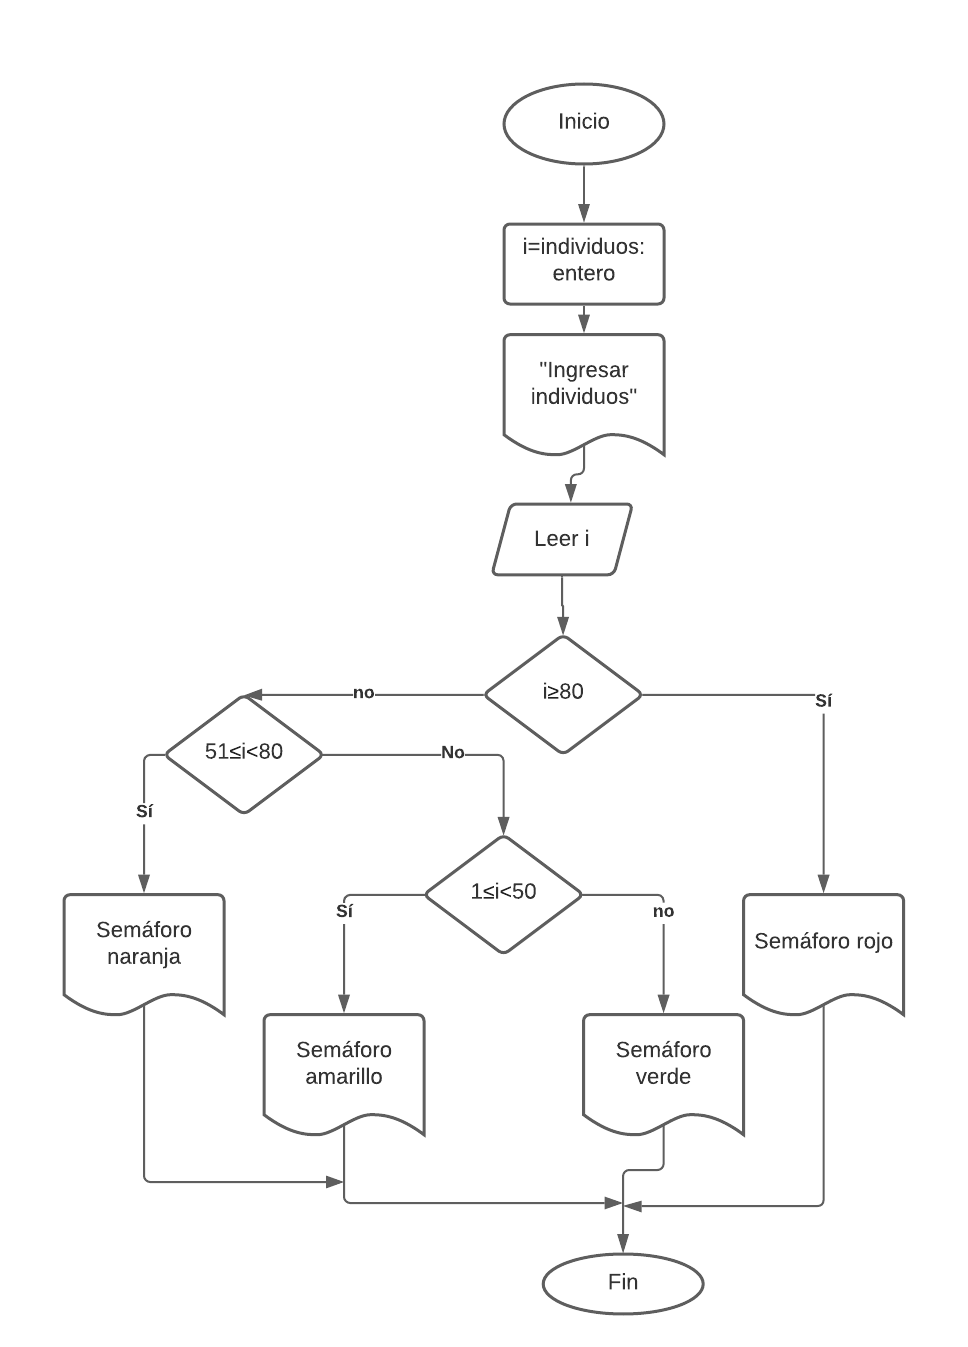 Inicio
i=individuos:
entero
"Ingresar
individuos"
Leer i
i≥80
no
Sí
51≤i<80
No
Sí
1≤i<50
Sí
no
Semáforo
naranja
Semáforo rojo
Semáforo
amarillo
Semáforo
verde
Fin